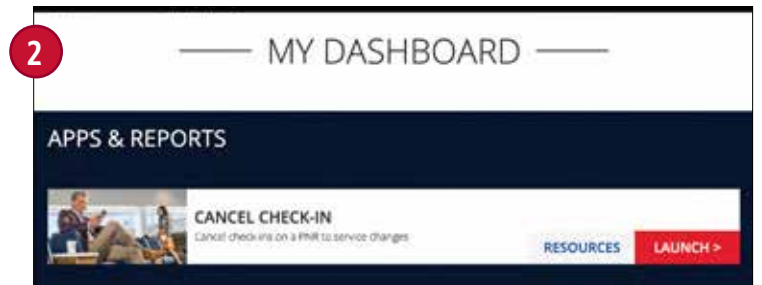 2
MY DASHBOARD
APPS & REPORTS
CANCEL CHECK-IN
Cancel check-ins on a PNR to service changes
RESOURCES
LAUNCH >